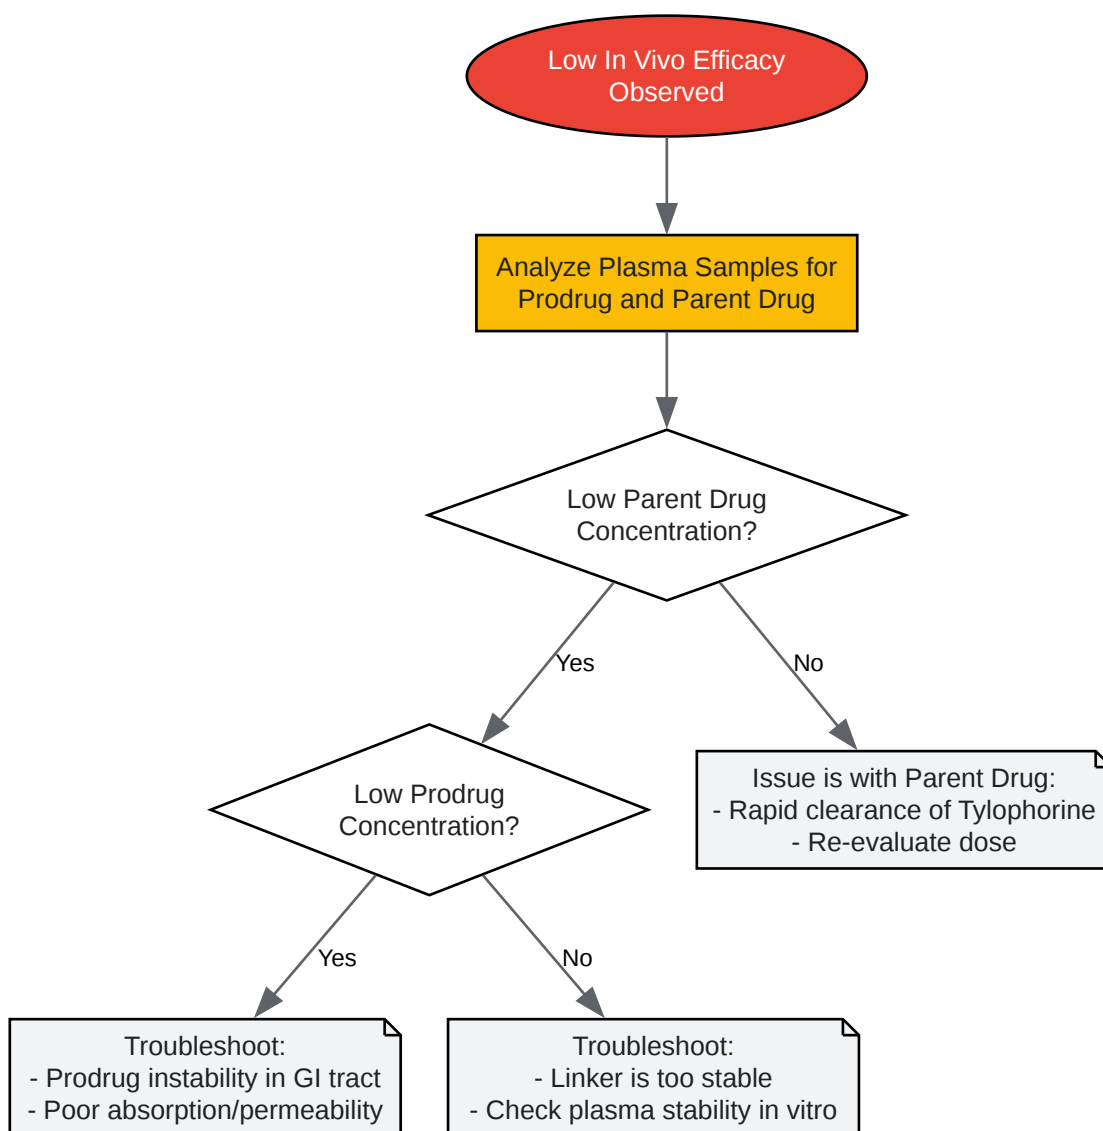 Low In Vivo Efficacy
Observed
Analyze Plasma Samples for
Prodrug and Parent Drug
Low Parent Drug
Concentration?
Yes
No
Low Prodrug
Concentration?
Issue is with Parent Drug:
- Rapid clearance of Tylophorine
- Re-evaluate dose
Yes
No
Troubleshoot:
- Prodrug instability in GI tract
- Poor absorption/permeability
Troubleshoot:
- Linker is too stable
- Check plasma stability in vitro